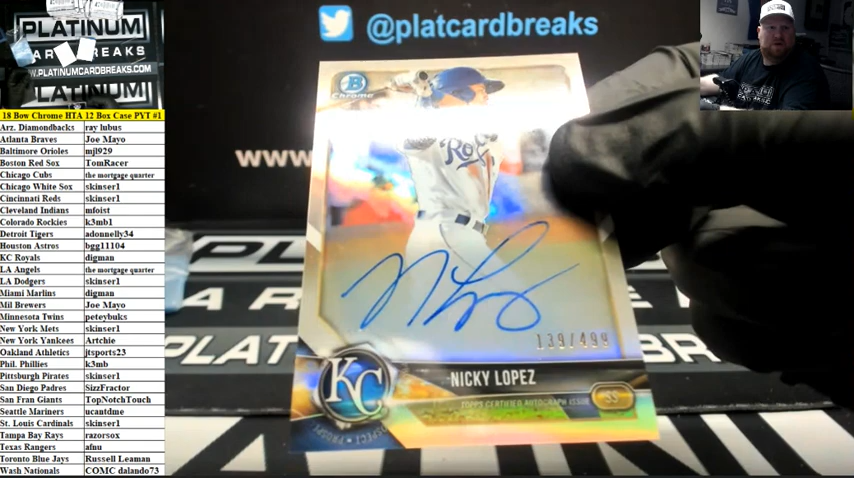 PLATINUM
CARD BREAKS
WWW.PLATINUMCARDBREAKS.COM
PLATINUM
@platcardbreaks
18 Bow Chrome HTA 12 Box Case PYT #1
Arz. Diamondbacks ray lubus
Atlanta Braves Joe Mayo
Baltimore Orioles mjl929
Boston Red Sox TomRacer
Chicago Cubs the mortgage quarter
Chicago White Sox skinser1
Cincinnati Reds skinser1
Cleveland Indians mfoist
Colorado Rockies k3mb1
Detroit Tigers adonnelly34
Houston Astros bgg11104
KC Royals digman
LA Angels the mortgage quarter
LA Dodgers skinser1
Miami Marlins digman
Mil Brewers Joe Mayo
Minnesota Twins peteybuks
New York Mets skinser1
New York Yankees Artchie
Oakland Athletics jtsports23
Phil. Phillies k3mb
Pittsburgh Pirates skinser1
San Diego Padres SizzFractor
San Fran Giants TopNotchTouch
Seattle Mariners ucantdme
St. Louis Cardinals skinser1
Tampa Bay Rays razorsox
Texas Rangers afnu
Toronto Blue Jays Russell Leaman
Wash Nationals COMC dalando73
www
B
Chrome
Royals
139/499
KC
NICKY LOPEZ
TOPPS CERTIFIED AUTOGRAPH ISSUE
SS
PLAT
BR